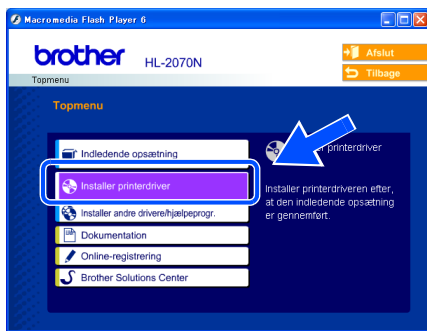 Macromedia Flash Player 6
brother HL-2070N
Afslut
Tilbage
Topmenu
Topmenu
Indledende opsætning
Installer printerdriver
Installer andre drivere/hjælpeprogr.
Dokumentation
Online-registrering
Brother Solutions Center
printerdriver
Installer printerdriveren efter,
at den indledende opsætning
er gennemført.